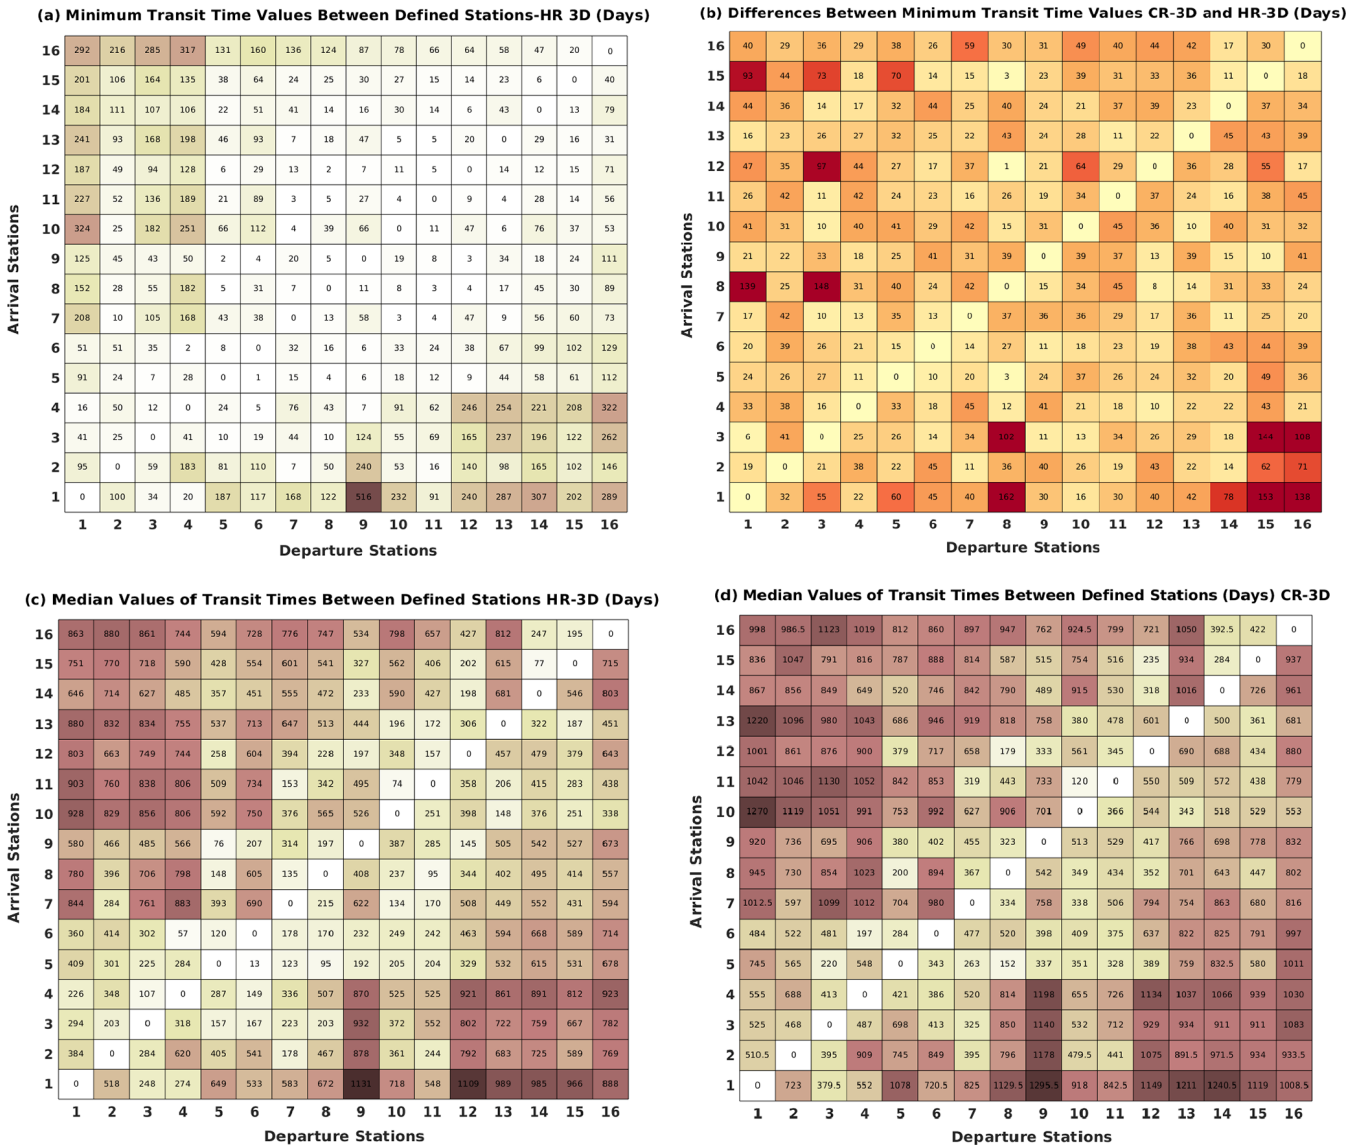 (a) Minimum Transit Time Values Between Defined Stations-HR 3D (Days)
Arrival Stations
16 292 216 285 317 131 160 136 124 87 78 66 64 58 47 20 0
15 201 106 164 135 38 64 24 25 30 27 15 14 23 6 0 40
14 184 111 107 106 22 51 41 14 16 30 14 6 43 0 13 79
13 241 93 168 198 46 93 7 18 47 5 5 20 0 29 16 31
12 187 49 94 128 6 29 13 2 7 11 5 0 14 12 15 71
11 227 52 136 189 21 89 3 5 27 4 0 9 4 28 14 56
10 324 25 182 251 66 112 4 39 66 0 11 47 6 76 37 53
9 125 45 43 50 2 4 20 5 0 19 8 3 34 18 24 111
8 152 28 55 182 5 31 7 0 11 8 3 4 17 45 30 89
7 208 10 105 168 43 38 0 13 58 3 4 47 9 56 60 73
6 51 51 35 2 8 0 32 16 6 33 24 38 67 99 102 129
5 91 24 7 28 0 1 15 4 6 18 12 9 44 58 61 112
4 16 50 12 0 24 5 76 43 7 91 62 246 254 221 208 322
3 41 25 0 41 10 19 44 10 124 55 69 165 237 196 122 262
2 95 0 59 183 81 110 7 50 240 53 16 140 98 165 102 146
1 0 100 34 20 187 117 168 122 516 232 91 240 287 307 202 289
1 2 3 4 5 6 7 8 9 10 11 12 13 14 15 16
Departure Stations
(b) Differences Between Minimum Transit Time Values CR-3D and HR-3D (Days)
Arrival Stations
16 40 29 36 29 38 26 59 30 31 49 40 44 42 17 30 0
15 93 44 73 18 70 14 15 3 23 39 31 33 36 11 0 18
14 44 36 14 17 32 44 25 40 24 21 37 39 23 0 37 34
13 16 23 26 27 32 25 22 43 24 28 11 22 0 45 43 39
12 47 35 97 44 27 17 37 1 21 64 29 0 36 28 55 17
11 26 42 11 42 24 23 16 26 19 34 0 37 24 16 38 45
10 41 31 10 40 41 29 42 15 31 0 45 36 10 40 31 32
9 21 22 33 18 25 41 31 39 0 39 37 13 39 15 10 41
8 139 25 148 31 40 24 42 0 15 34 45 8 14 31 33 24
7 17 42 10 13 35 13 0 37 36 36 29 17 36 11 25 20
6 20 39 26 21 15 0 14 27 11 18 23 19 38 43 44 39
5 24 26 27 11 0 10 20 3 24 37 26 24 32 20 49 36
4 33 38 16 0 33 18 45 12 41 21 18 10 22 22 43 21
3 6 41 0 25 26 14 34 102 11 13 34 26 29 18 144 108
2 19 0 21 38 22 45 11 36 40 26 19 43 22 14 62 71
1 0 32 55 22 60 45 40 162 30 16 30 40 42 78 153 138
1 2 3 4 5 6 7 8 9 10 11 12 13 14 15 16
Departure Stations
(c) Median Values of Transit Times Between Defined Stations HR-3D (Days)
Arrival Stations
16 863 880 861 744 594 728 776 747 534 798 657 427 812 247 195 0
15 751 770 718 590 428 554 601 541 327 562 406 202 615 77 0 715
14 646 714 627 485 357 451 555 472 233 590 427 198 681 0 546 803
13 880 832 834 755 537 713 647 513 444 196 172 306 0 322 187 451
12 803 663 749 744 258 604 394 228 197 348 157 0 457 479 379 643
11 903 760 838 806 509 734 153 342 495 74 0 358 206 415 283 438
10 928 829 856 806 592 750 376 565 526 0 251 398 148 376 251 338
9 580 466 485 566 76 207 314 197 0 387 285 145 505 542 527 673
8 780 396 706 798 148 605 135 0 408 237 95 344 402 495 414 557
7 844 284 761 883 393 690 0 215 622 134 170 508 449 552 431 594
6 360 414 302 57 120 0 178 170 232 249 242 463 594 668 589 714
5 409 301 225 284 0 13 123 95 192 205 204 329 532 615 531 678
4 226 348 107 0 287 149 336 507 870 525 525 921 861 891 812 923
3 294 203 0 318 157 167 223 203 932 372 552 802 722 759 667 782
2 384 0 284 620 405 541 178 467 878 361 244 792 683 725 589 769
1 0 518 248 274 649 533 583 672 1131 718 548 1109 989 985 966 888
1 2 3 4 5 6 7 8 9 10 11 12 13 14 15 16
Departure Stations
(d) Median Values of Transit Times Between Defined Stations (Days) CR-3D
Arrival Stations
16 998 986.5 1123 1019 812 860 897 947 762 924.5 799 721 1050 392.5 422 0
15 836 1047 791 816 787 888 814 587 515 754 516 235 934 284 0 937
14 867 856 849 649 520 746 842 790 489 915 530 318 1016 0 726 961
13 1220 1096 980 1043 686 946 919 818 758 380 478 601 0 500 361 681
12 1001 861 876 900 379 717 658 179 333 561 345 0 690 688 434 880
11 1042 1046 1130 1052 842 853 319 443 733 120 0 550 509 572 438 779
10 1270 1119 1051 991 753 992 627 906 701 0 366 544 343 518 529 553
9 920 736 695 906 380 402 455 323 0 513 529 417 766 698 778 832
8 945 730 854 1023 200 894 367 0 542 349 434 352 701 643 447 802
7 1012.5 597 1099 1012 704 980 0 334 758 338 506 794 754 863 680 816
6 484 522 481 197 284 0 477 520 398 409 375 637 822 825 791 997
5 745 565 220 548 0 343 263 152 337 351 328 389 759 832.5 580 1011
4 555 688 413 0 421 386 520 814 1198 655 726 1134 1037 1066 939 1030
3 525 468 0 487 698 413 325 850 1140 532 712 929 934 911 911 1083
2 510.5 0 395 909 745 849 395 796 1178 479.5 441 1075 891.5 971.5 934 933.5
1 0 723 379.5 552 1078 720.5 825 1129.5 1295.5 918 842.5 1149 1211 1240.5 1119 1008.5
1 2 3 4 5 6 7 8 9 10 11 12 13 14 15 16
Departure Stations